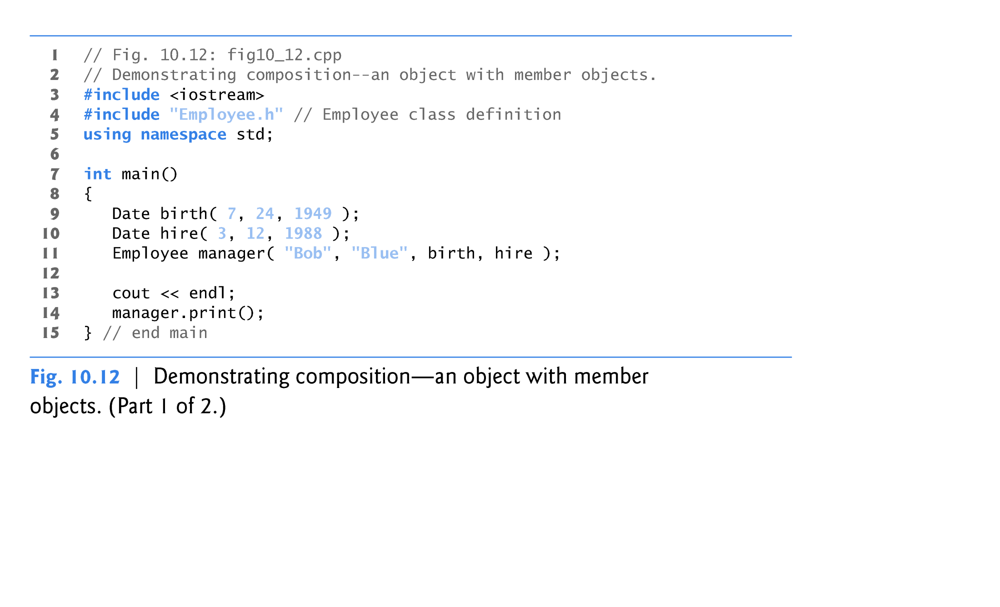 1 // Fig. 10.12: fig10_12.cpp
2 // Demonstrating composition--an object with member objects.
3 #include <iostream>
4 #include "Employee.h" // Employee class definition
5 using namespace std;
6
7 int main()
8 {
9    Date birth( 7, 24, 1949 );
10    Date hire( 3, 12, 1988 );
11    Employee manager( "Bob", "Blue", birth, hire );
12
13    cout << endl;
14    manager.print();
15 } // end main
Fig. 10.12 | Demonstrating composition—an object with member
objects. (Part 1 of 2.)